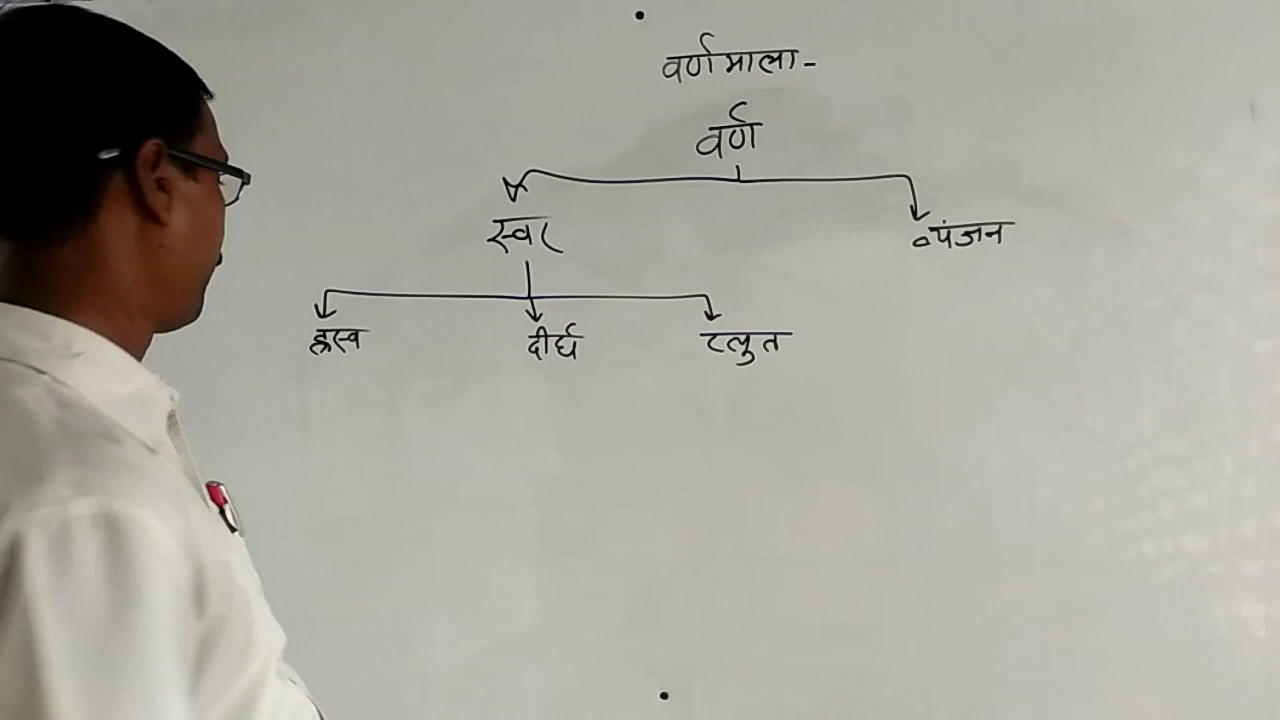 वर्णमाला-
वर्ण
स्वर व्यंजन
ह्रस्व दीर्घ प्लुत